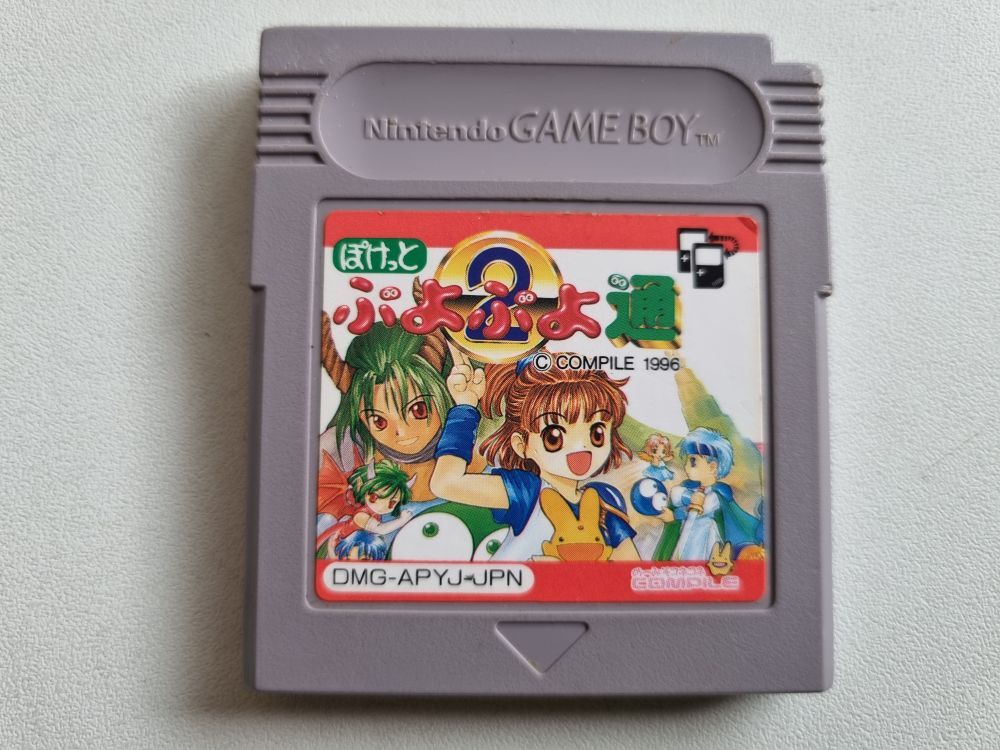 Nintendo GAME BOY™
ぽけっと
2
ぷよぷよ通
© COMPILE 1996
DMG-APYJ-JPN
COMPILE